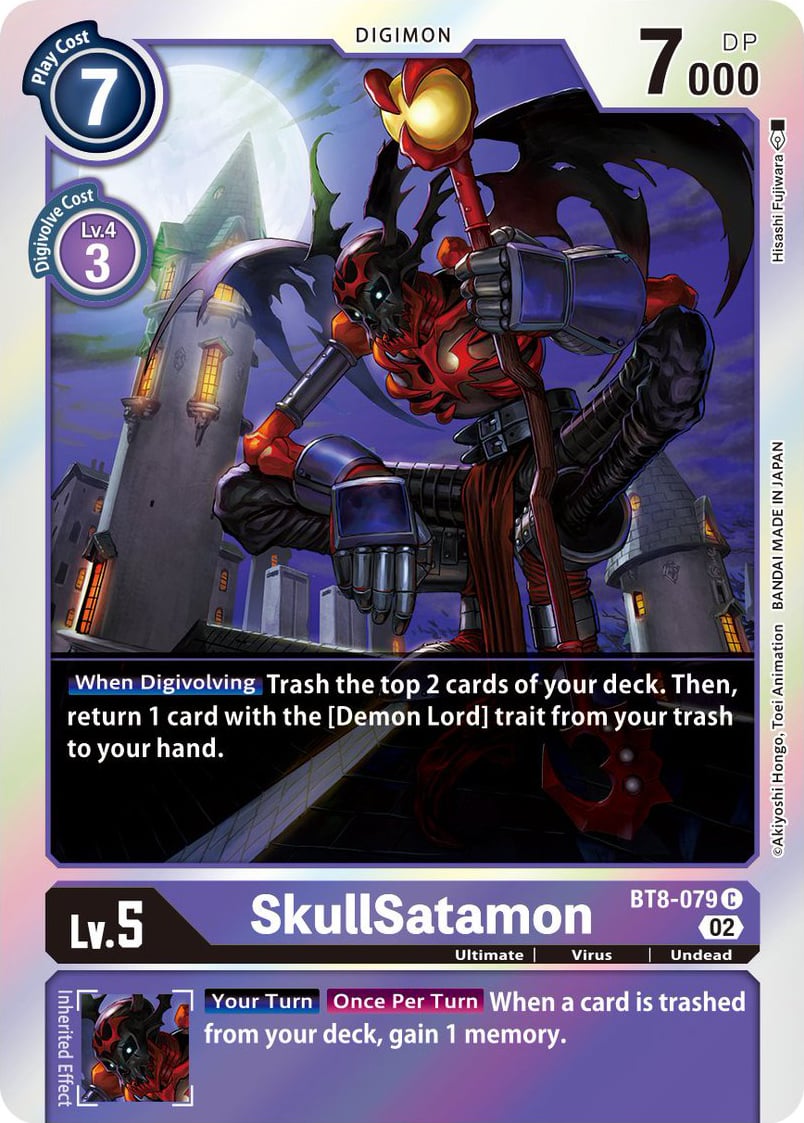 DIGIMON
Play Cost
7
7000
DP
Digivolve Cost
Lv.4
3
Hisashi Fujiwara
©Akiyoshi Hongo, Toei Animation BANDAI MADE IN JAPAN
When Digivolving Trash the top 2 cards of your deck. Then,
return 1 card with the [Demon Lord] trait from your trash
to your hand.
Lv.5
SkullSatamon
BT8-079 C
02
Ultimate | Virus | Undead
Inherited Effect
Your Turn Once Per Turn When a card is trashed
from your deck, gain 1 memory.